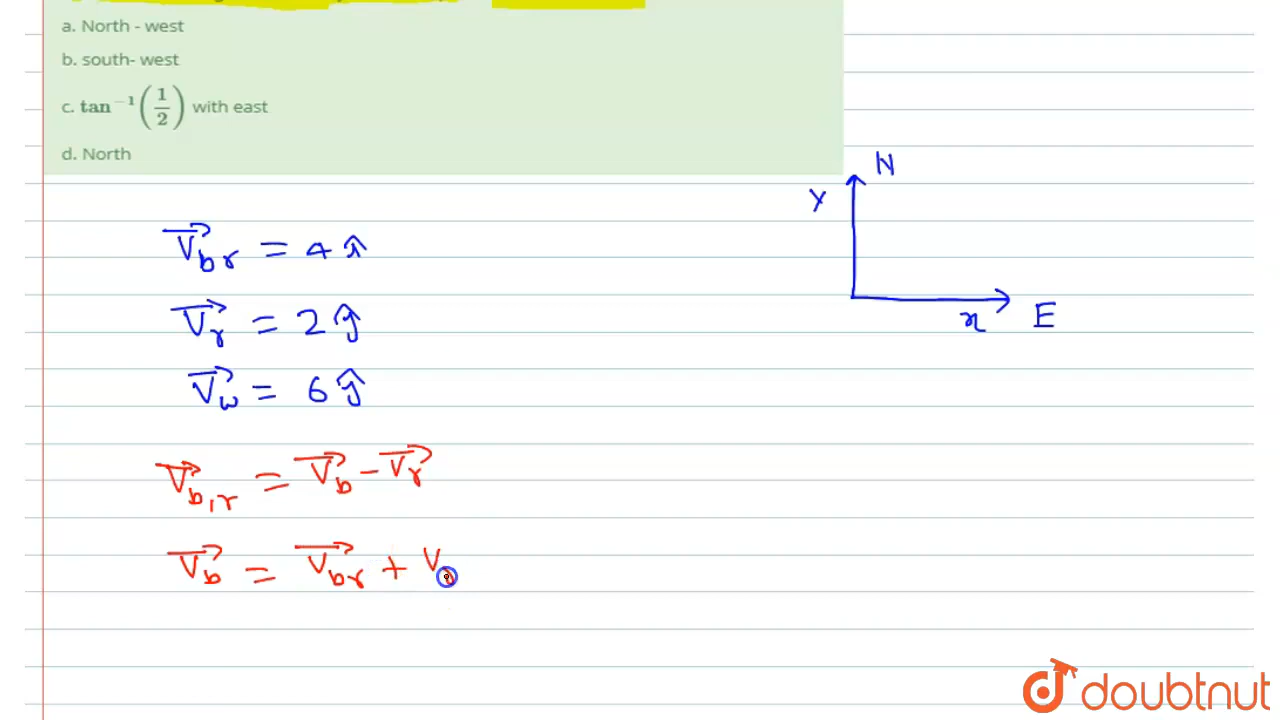 a. North - west
b. south- west
c. tan⁻¹(1/2) with east
d. North
N
Y
V⃗br = 4 î
V⃗r = 2 ĵ
x E
V⃗w = 6 ĵ
V⃗b,r = V⃗b - V⃗r
V⃗b = V⃗br + V
doubtnut